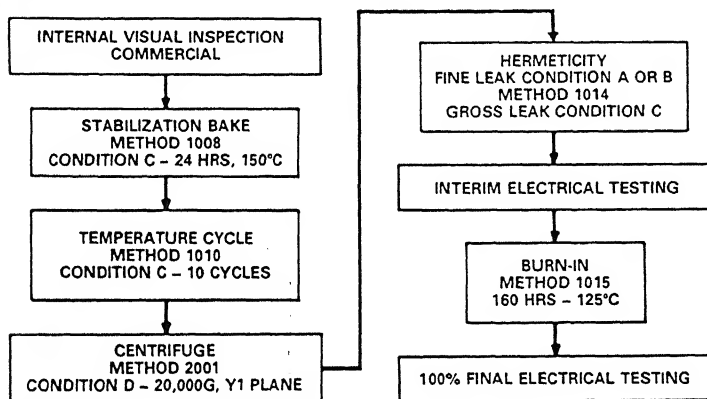 INTERNAL VISUAL INSPECTION
COMMERCIAL
STABILIZATION BAKE
METHOD 1008
CONDITION C – 24 HRS, 150°C
TEMPERATURE CYCLE
METHOD 1010
CONDITION C – 10 CYCLES
CENTRIFUGE
METHOD 2001
CONDITION D – 20,000G, Y1 PLANE
HERMETICITY
FINE LEAK CONDITION A OR B
METHOD 1014
GROSS LEAK CONDITION C
INTERIM ELECTRICAL TESTING
BURN-IN
METHOD 1015
160 HRS – 125°C
100% FINAL ELECTRICAL TESTING